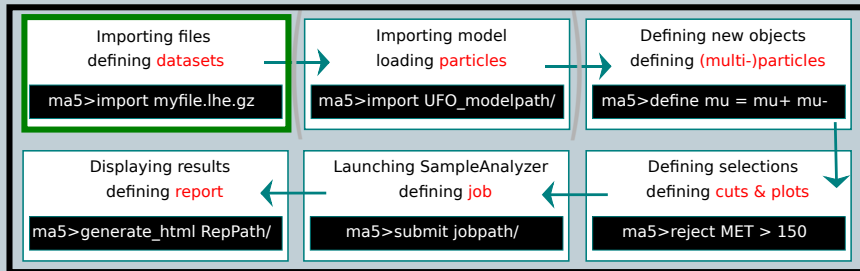 Importing files
defining datasets
ma5>import myfile.lhe.gz
Importing model
loading particles
ma5>import UFO_modelpath/
Defining new objects
defining (multi-)particles
ma5>define mu = mu+ mu-
Displaying results
defining report
ma5>generate_html RepPath/
Launching SampleAnalyzer
defining job
ma5>submit jobpath/
Defining selections
defining cuts & plots
ma5>reject MET > 150